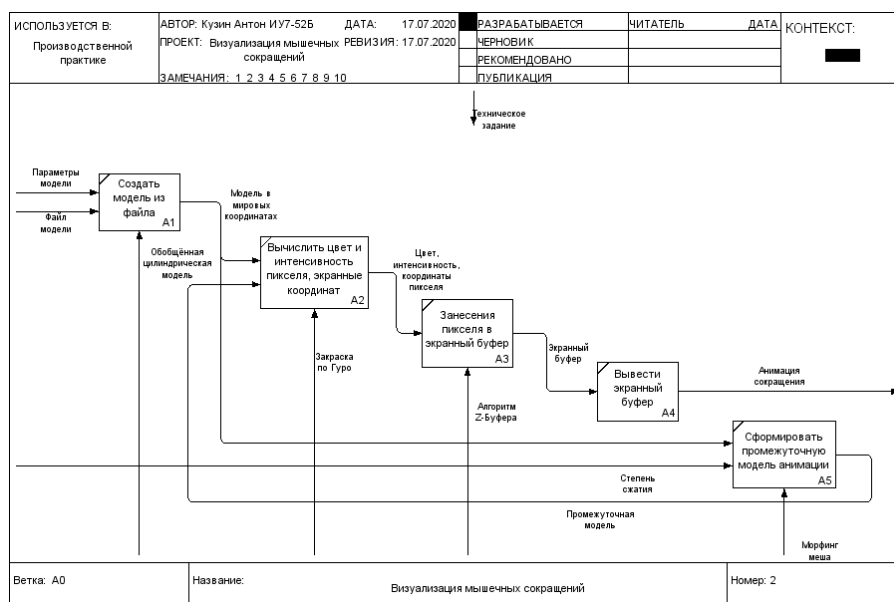 ИСПОЛЬЗУЕТСЯ В:
Производственной
практике
АВТОР: Кузин Антон ИУ7-52Б
ДАТА: 17.07.2020
ПРОЕКТ: Визуализация мышечных
сокращений
РЕВИЗИЯ: 17.07.2020
ЗАМЕЧАНИЯ: 1 2 3 4 5 6 7 8 9 10
РАЗРАБАТЫВАЕТСЯ
ЧЕРНОВИК
РЕКОМЕНДОВАНО
ПУБЛИКАЦИЯ
ЧИТАТЕЛЬ
ДАТА
КОНТЕКСТ:
Техническое
задание
Параметры
модели
Файл
модели
Создать
модель из
файла
A1
Модель в
мировых
координатах
Обобщённая
цилиндрическая
модель
Вычислить цвет и
интенсивность
пикселя, экранные
координат
A2
Цвет,
интенсивность,
координаты
пикселя
Занесения
пикселя в
экранный буфер
A3
Закраска
по Гуро
Экранный
буфер
Вывести
экранный
буфер
A4
Анимация
сокращения
Алгоритм
Z-Буфера
Сформировать
промежуточную
модель анимации
A5
Степень
сжатия
Промежуточная
модель
Морфинг
меша
Ветка: A0
Название:
Визуализация мышечных сокращений
Номер: 2